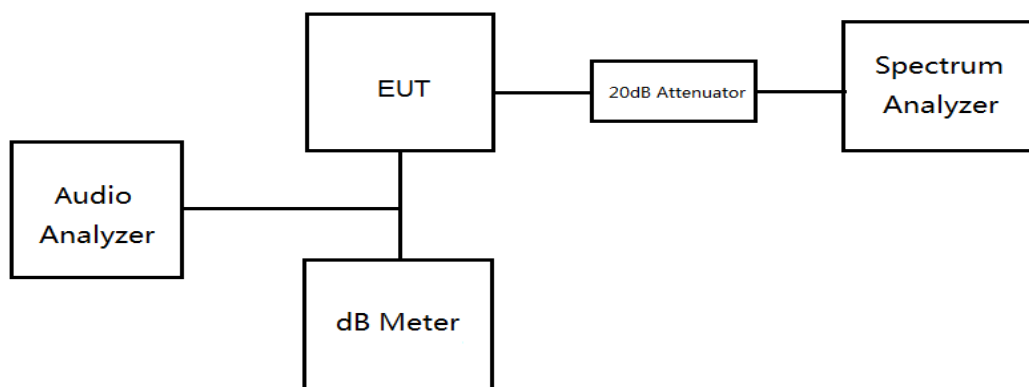 EUT
20dB Attenuator
Spectrum
Analyzer
Audio
Analyzer
dB Meter